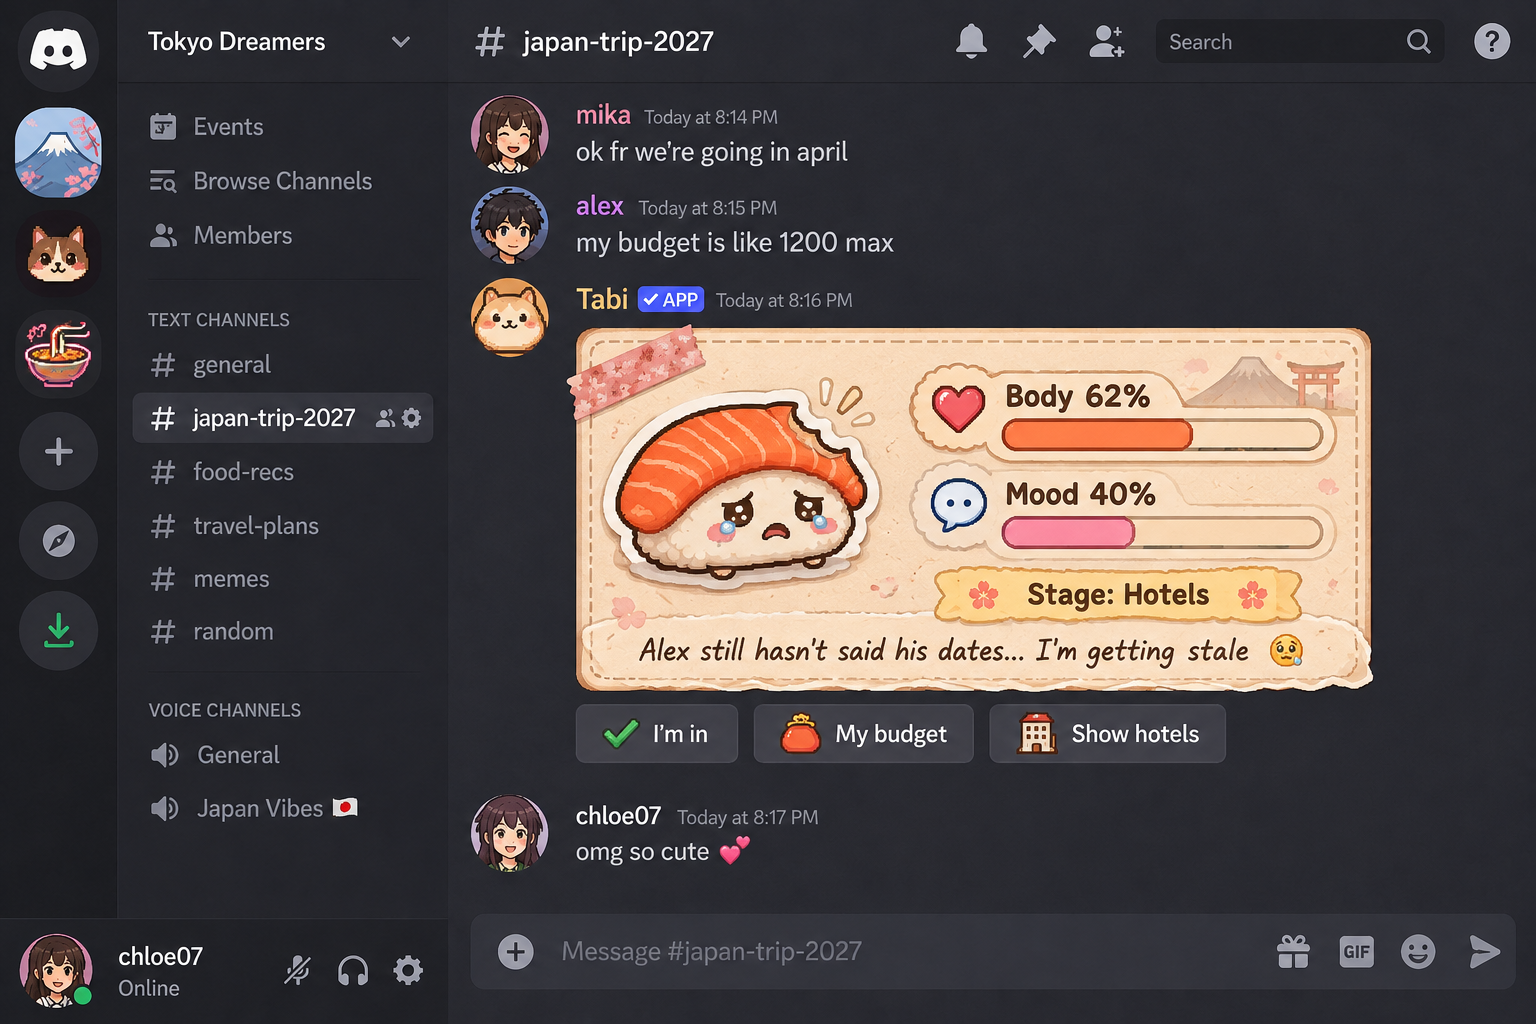 Tokyo Dreamers
# japan-trip-2027
Search
?
Events
Browse Channels
Members
TEXT CHANNELS
# general
# japan-trip-2027
# food-recs
# travel-plans
# memes
# random
VOICE CHANNELS
General
Japan Vibes 🇯🇵
chloe07
Online
mika Today at 8:14 PM
ok fr we're going in april
alex Today at 8:15 PM
my budget is like 1200 max
Tabi ✓ APP Today at 8:16 PM
Body 62%
Mood 40%
Stage: Hotels
Alex still hasn't said his dates... I'm getting stale 🥲
I'm in
My budget
Show hotels
chloe07 Today at 8:17 PM
omg so cute 💕
Message #japan-trip-2027
GIF